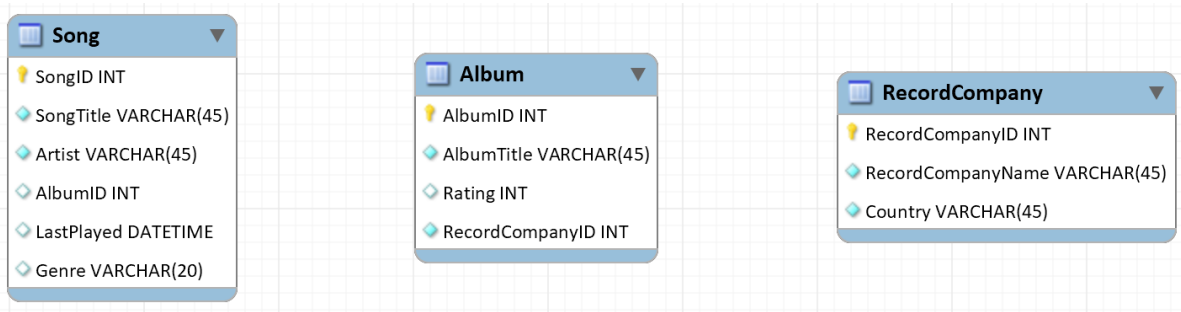 Song
SongID INT
SongTitle VARCHAR(45)
Artist VARCHAR(45)
AlbumID INT
LastPlayed DATETIME
Genre VARCHAR(20)
Album
AlbumID INT
AlbumTitle VARCHAR(45)
Rating INT
RecordCompanyID INT
RecordCompany
RecordCompanyID INT
RecordCompanyName VARCHAR(45)
Country VARCHAR(45)